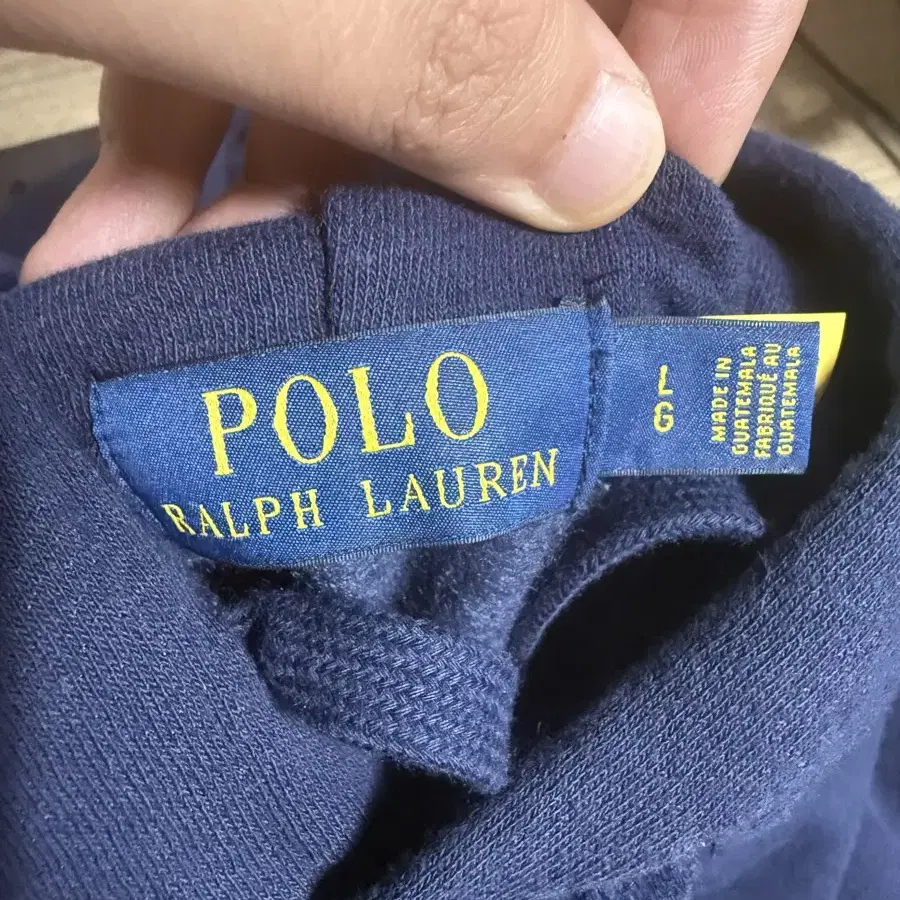 POLO
RALPH LAUREN
L
G
MADE IN
GUATEMALA
FABRIQUÉ AU
GUATEMALA